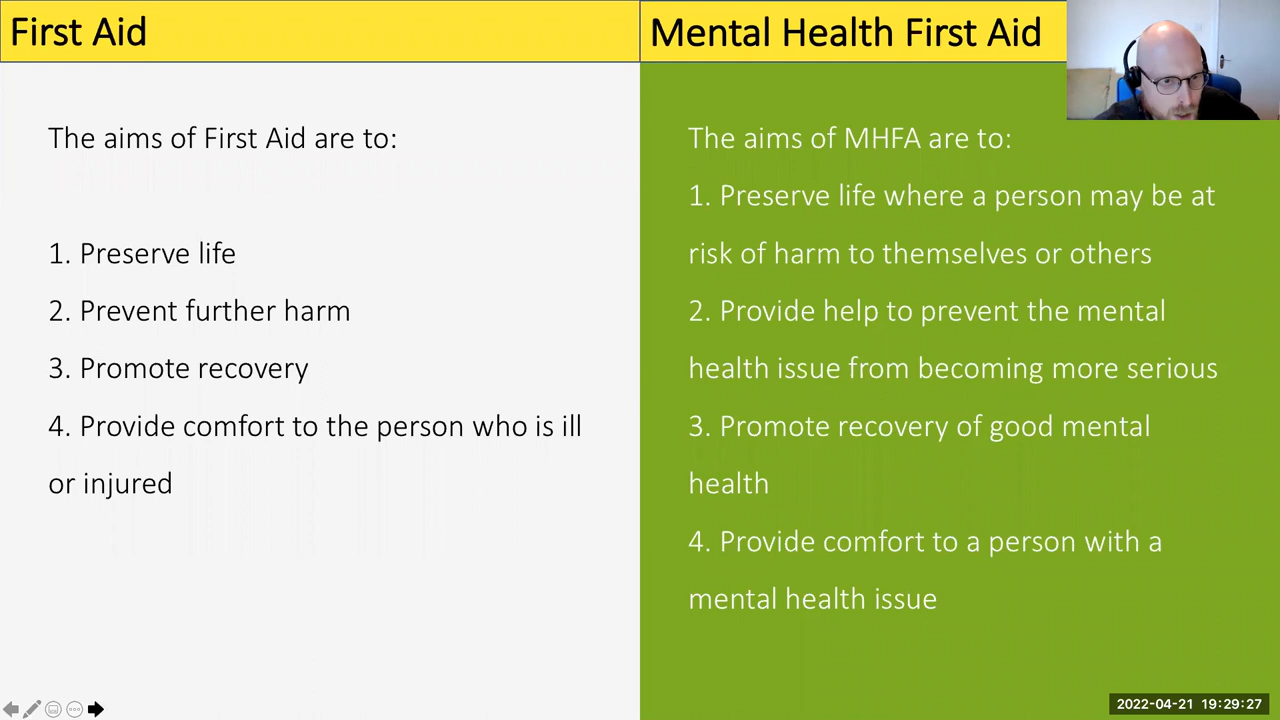 First Aid
The aims of First Aid are to:
1. Preserve life
2. Prevent further harm
3. Promote recovery
4. Provide comfort to the person who is ill
or injured
Mental Health First Aid
The aims of MHFA are to:
1. Preserve life where a person may be at
risk of harm to themselves or others
2. Provide help to prevent the mental
health issue from becoming more serious
3. Promote recovery of good mental
health
4. Provide comfort to a person with a
mental health issue
2022-04-21 19:29:27